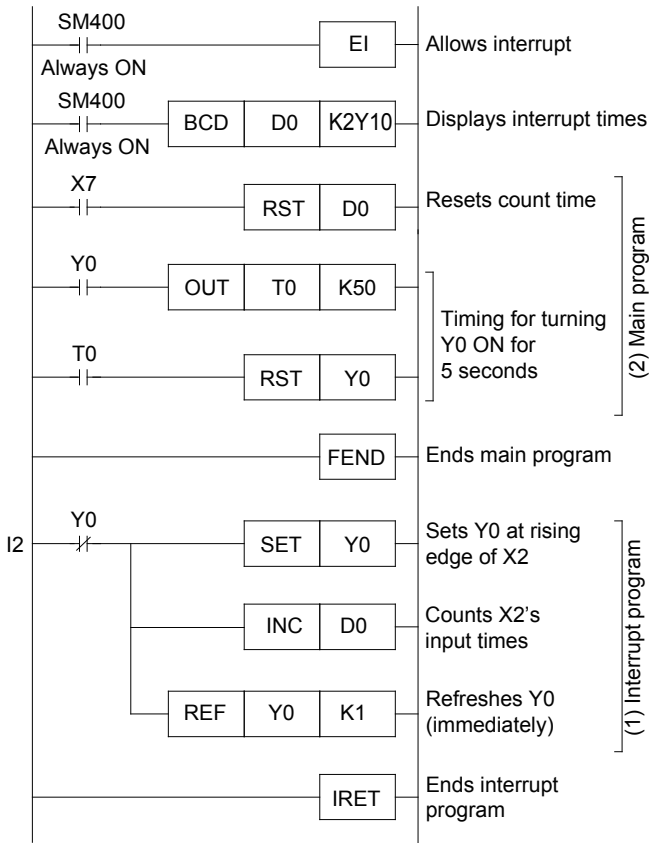 SM400
EI
Allows interrupt
Always ON
SM400
BCD D0 K2Y10
Displays interrupt times
Always ON
X7
RST D0
Resets count time
Y0
OUT T0 K50
Timing for turning
Y0 ON for
5 seconds
T0
RST Y0
(2) Main program
FEND
Ends main program
I2
Y0
SET Y0
Sets Y0 at rising
edge of X2
INC D0
Counts X2's
input times
REF Y0 K1
Refreshes Y0
(immediately)
(1) Interrupt program
IRET
Ends interrupt
program